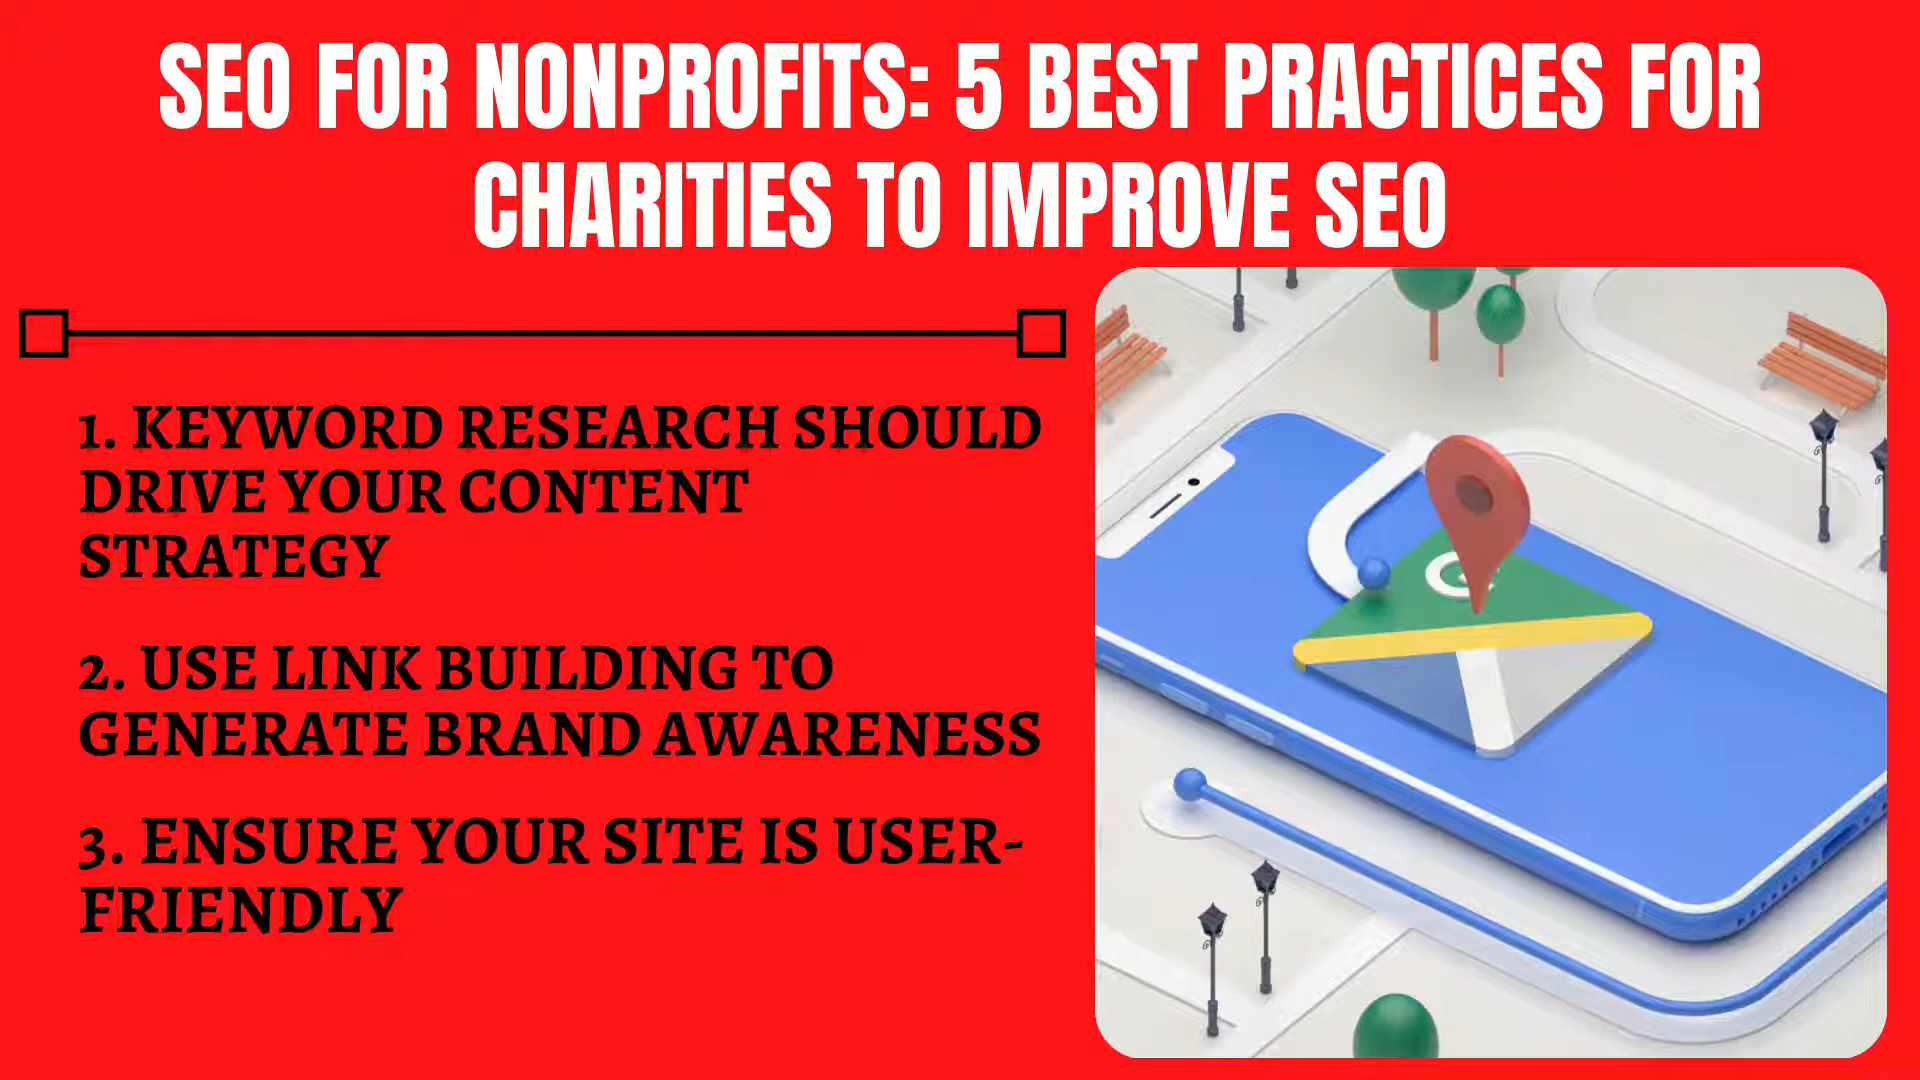 SEO FOR NONPROFITS: 5 BEST PRACTICES FOR
CHARITIES TO IMPROVE SEO
1. KEYWORD RESEARCH SHOULD
DRIVE YOUR CONTENT
STRATEGY
2. USE LINK BUILDING TO
GENERATE BRAND AWARENESS
3. ENSURE YOUR SITE IS USER-
FRIENDLY
G